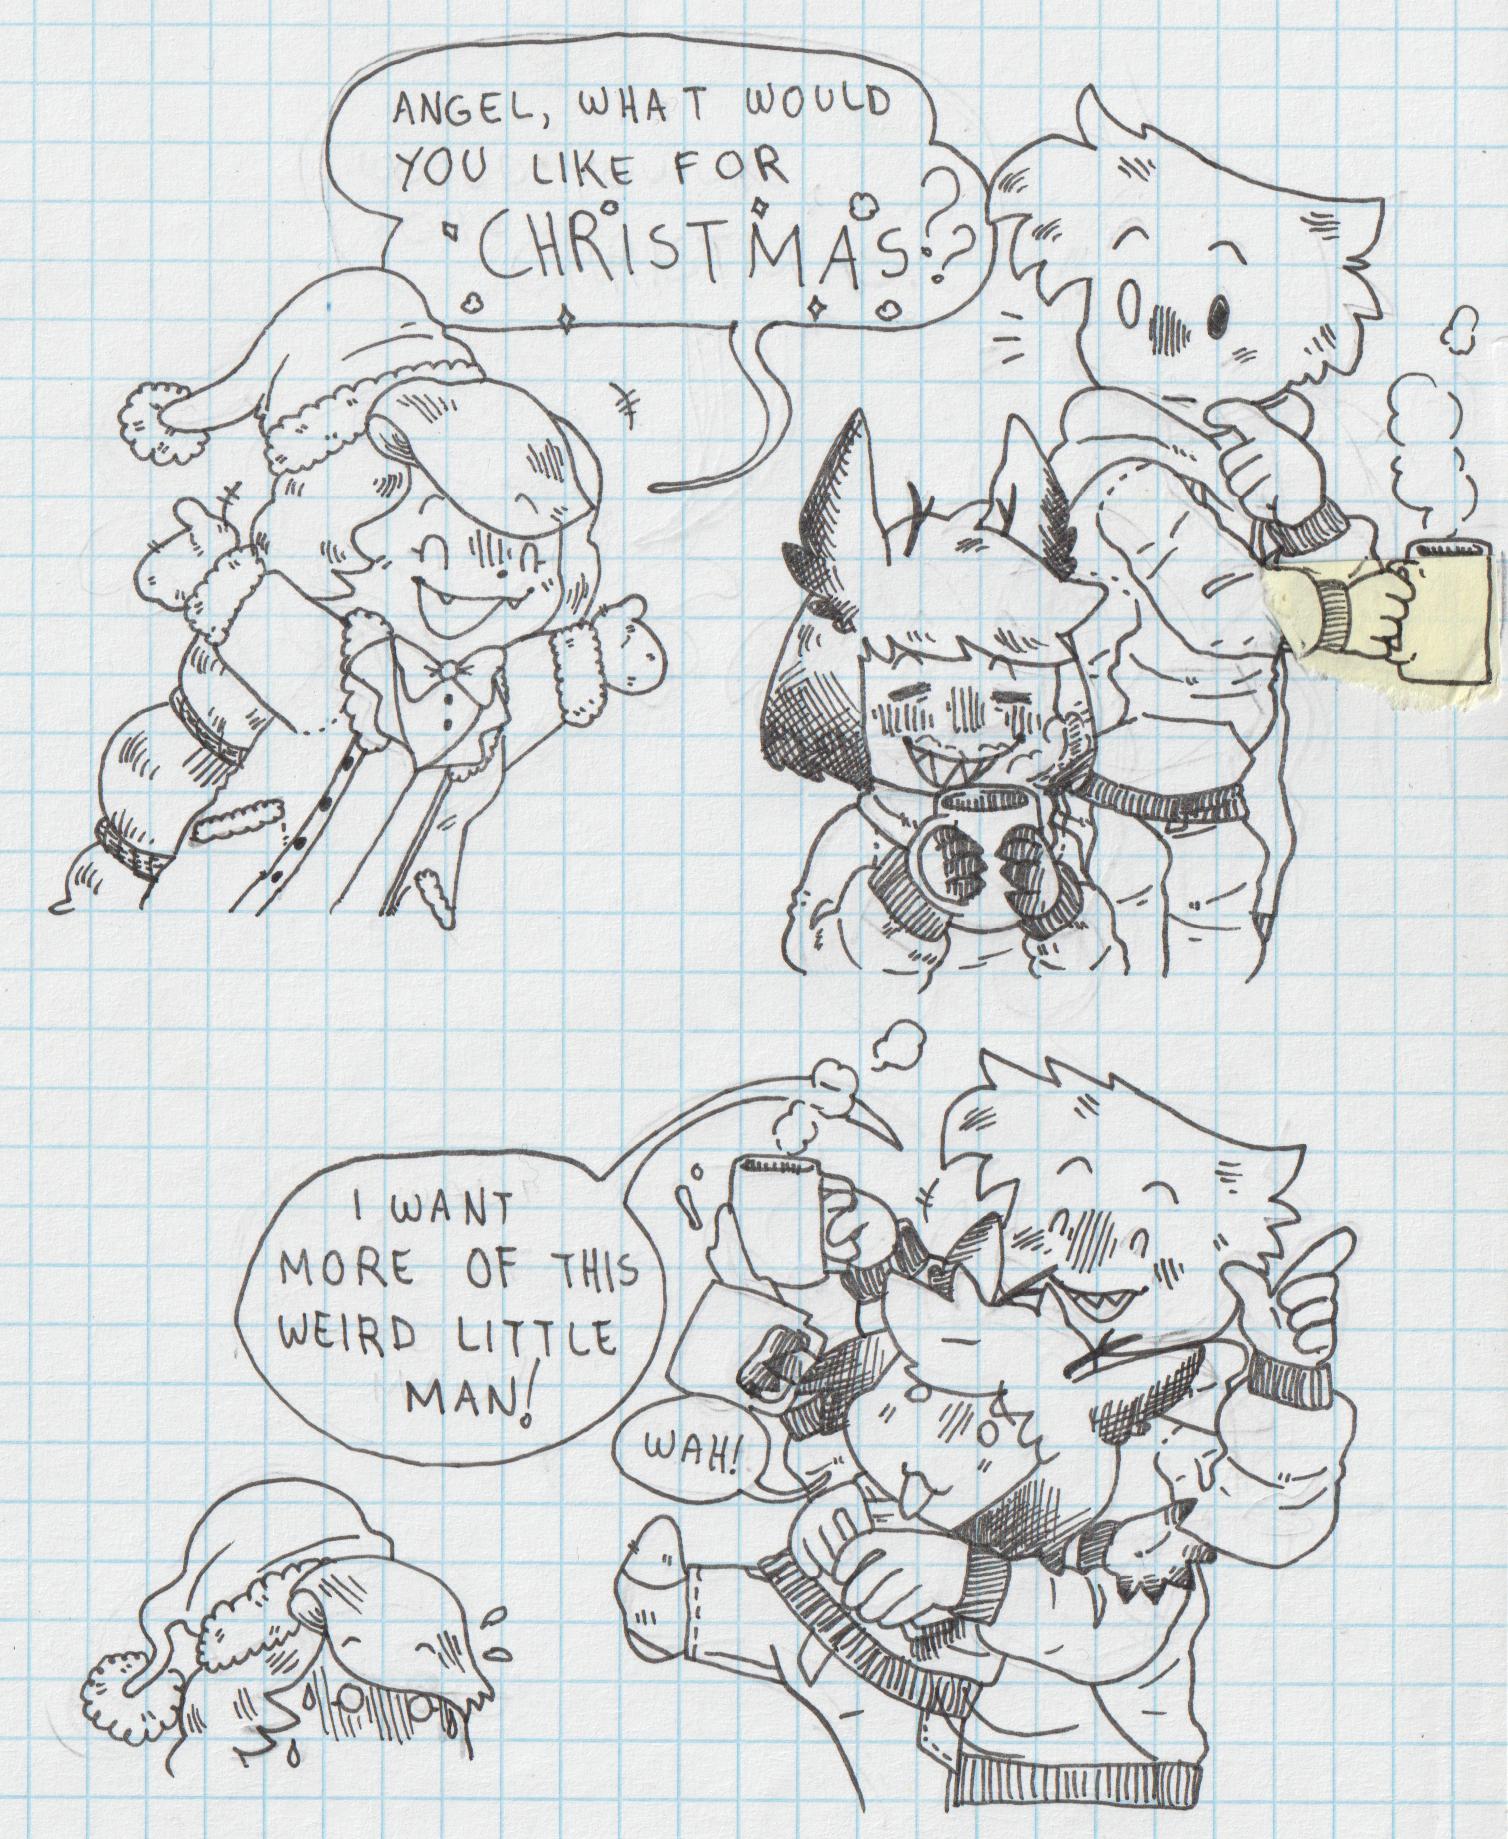 ANGEL, WHAT WOULD
YOU LIKE FOR
CHRISTMAS??
I WANT
MORE OF THIS
WEIRD LITTLE
MAN!
WAH!